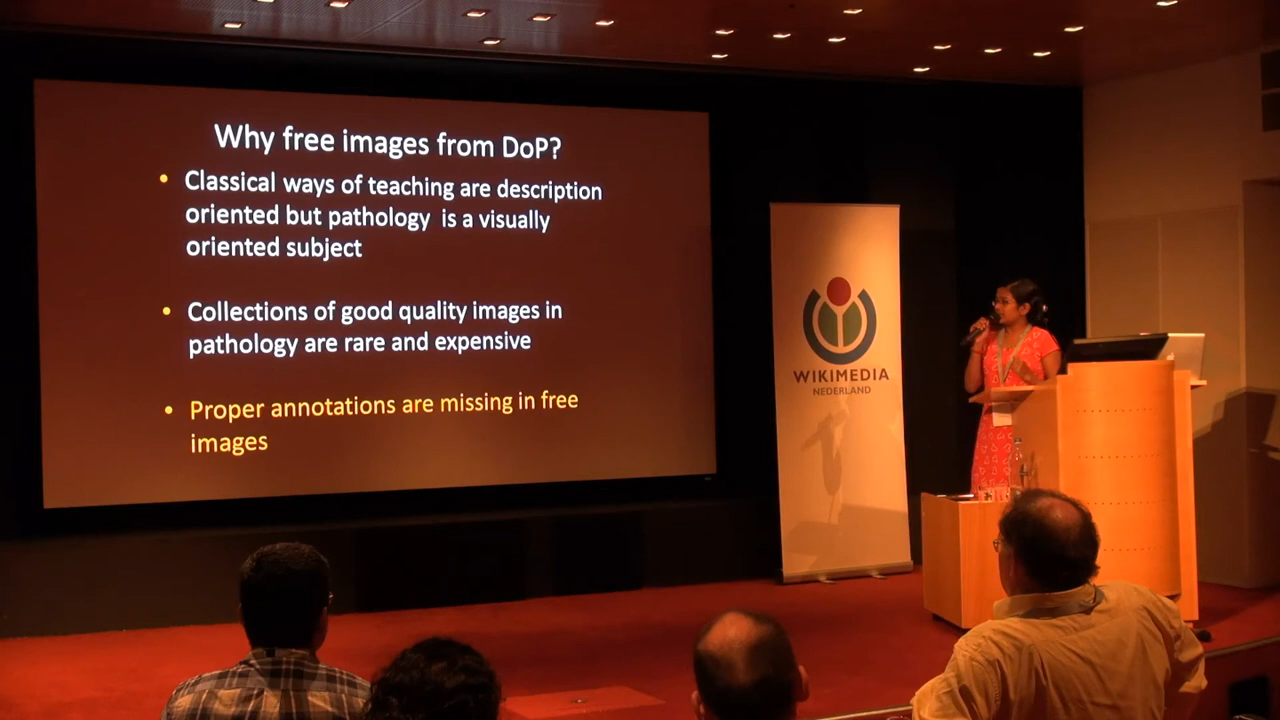 Why free images from DoP?
• Classical ways of teaching are description
oriented but pathology is a visually
oriented subject
• Collections of good quality images in
pathology are rare and expensive
• Proper annotations are missing in free
images
WIKIMEDIA
NEDERLAND